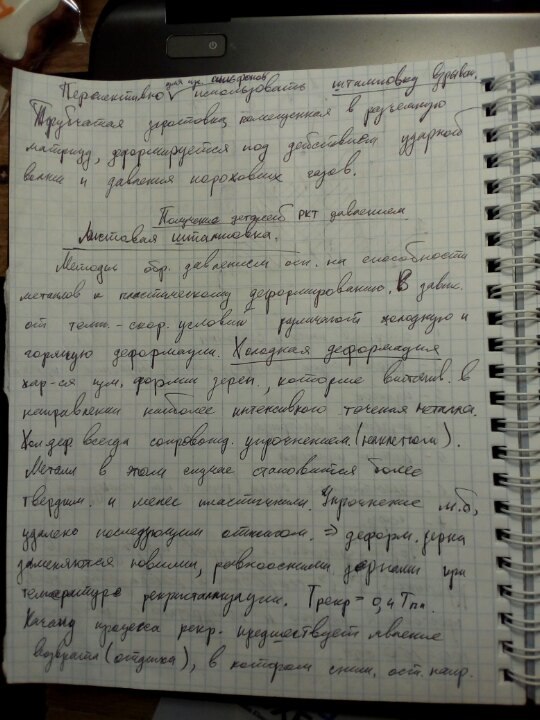 для пр. сильфонов
Перспективно использовать штамповку взрывом.
Трубчатая заготовка, помещенная в разъемную
матрицу, деформируется под действием ударной
волны и давления пороховых газов.
Получение деталей РКТ давлением
Листовая штамповка.
Методы обр. давлением осн. на способности
металлов к пластическому деформированию. В завис.
от темп.-скор. условий различают холодную и
горячую деформации. Холодная деформация
хар-ся изм. формы зерен, которые вытягив. в
направлении наиболее интенсивного течения металла.
Хол деф всегда сопровожд. упрочнением. (наклепом).
Металл в этом случае становится более
твердым и менее пластичным. Упрочнение м.б.
удалено последующим отжигом. => деформ. зерна
заменяются новыми, равноосными зернами при
температуре рекристаллизации. Tрекр = 0,4 Tпл.
Началу процесса рекр. предшествует явление
возврата (отдыха), в котором сним. ост. напр.